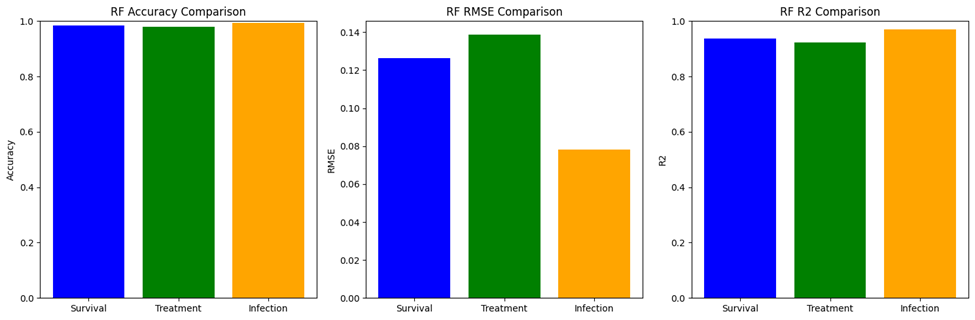 RF Accuracy Comparison
Accuracy
1.0
0.8
0.6
0.4
0.2
0.0
Survival Treatment Infection
RF RMSE Comparison
RMSE
0.14
0.12
0.10
0.08
0.06
0.04
0.02
0.00
Survival Treatment Infection
RF R2 Comparison
R2
1.0
0.8
0.6
0.4
0.2
0.0
Survival Treatment Infection